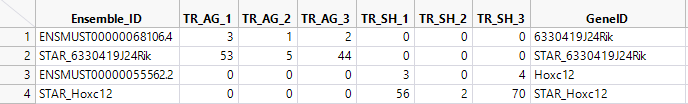 Ensemble_ID TR_AG_1 TR_AG_2 TR_AG_3 TR_SH_1 TR_SH_2 TR_SH_3 GeneID
1 ENSMUST00000068106.4 3 1 2 0 0 0 6330419J24Rik
2 STAR_6330419J24Rik 53 5 44 0 0 0 STAR_6330419J24Rik
3 ENSMUST00000055562.2 0 0 0 3 0 4 Hoxc12
4 STAR_Hoxc12 0 0 0 56 2 70 STAR_Hoxc12